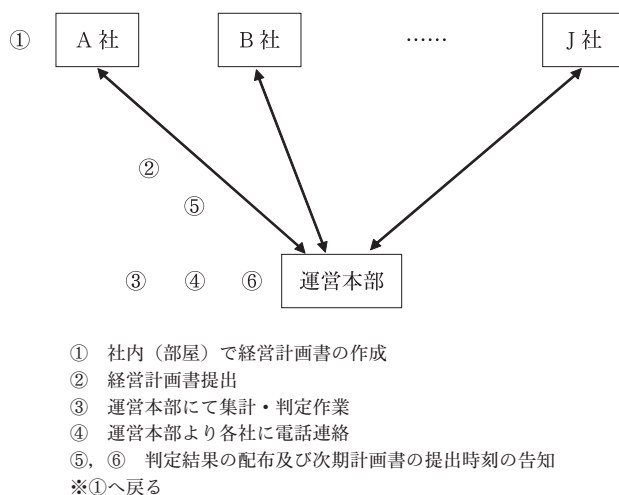 ① A 社 B 社 …… J 社
②
⑤
③ ④ ⑥ 運営本部
① 社内（部屋）で経営計画書の作成
② 経営計画書提出
③ 運営本部にて集計・判定作業
④ 運営本部より各社に電話連絡
⑤，⑥ 判定結果の配布及び次期計画書の提出時刻の告知
※①へ戻る